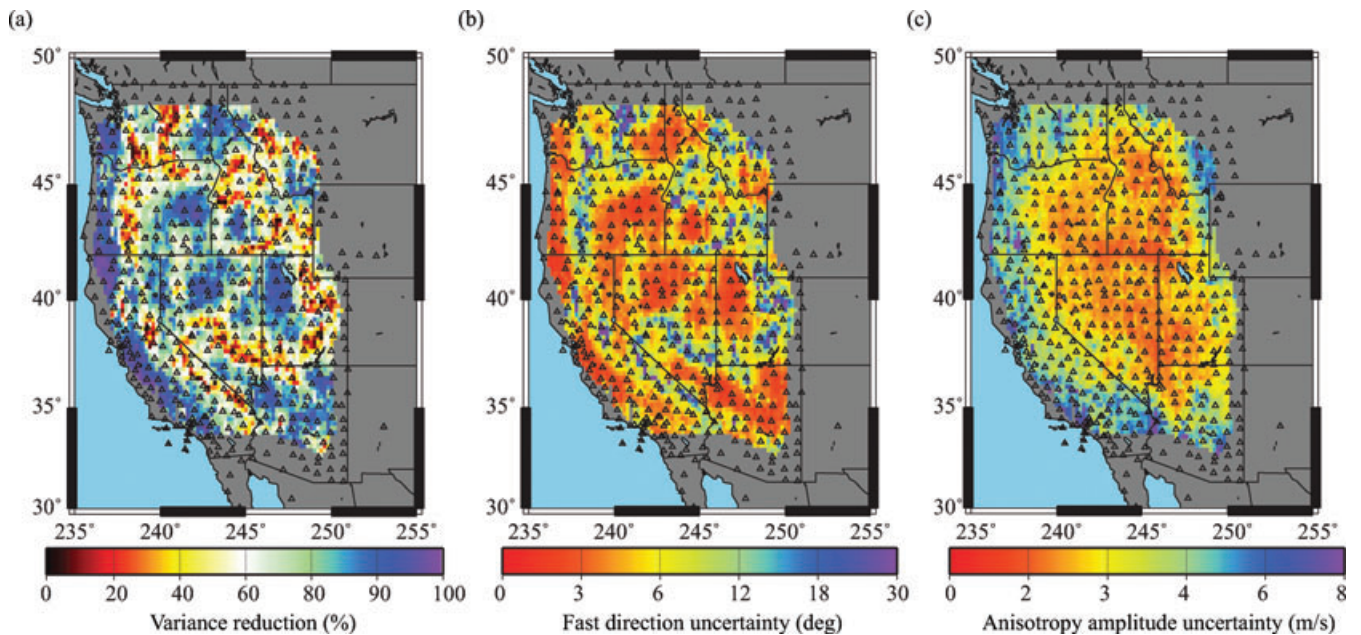 (a) (b) (c)
50° 50° 50°
45° 45° 45°
40° 40° 40°
35° 35° 35°
30° 30° 30°
235° 240° 245° 250° 255° 235° 240° 245° 250° 255° 235° 240° 245° 250° 255°
0 20 40 60 80 90 100 0 3 6 12 18 30 0 2 3 4 6 8
Variance reduction (%) Fast direction uncertainty (deg) Anisotropy amplitude uncertainty (m/s)